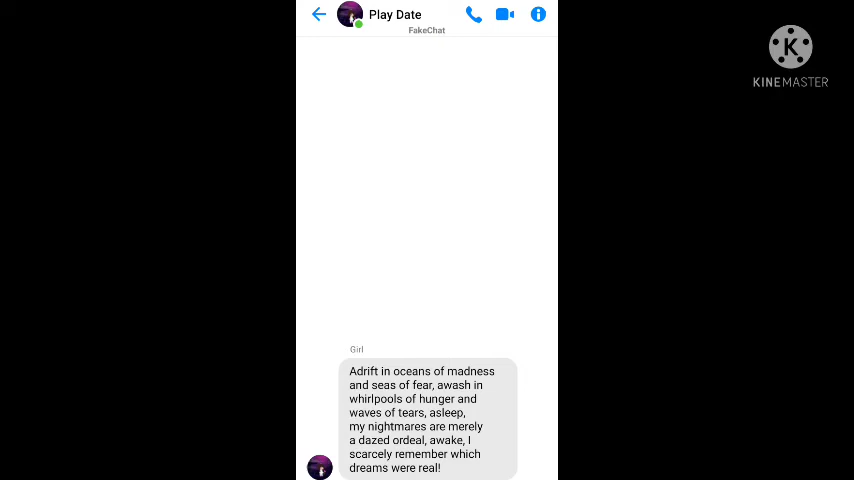 Play Date
FakeChat
K
KINEMASTER
Girl
Adrift in oceans of madness
and seas of fear, awash in
whirlpools of hunger and
waves of tears, asleep,
my nightmares are merely
a dazed ordeal, awake, I
scarcely remember which
dreams were real!